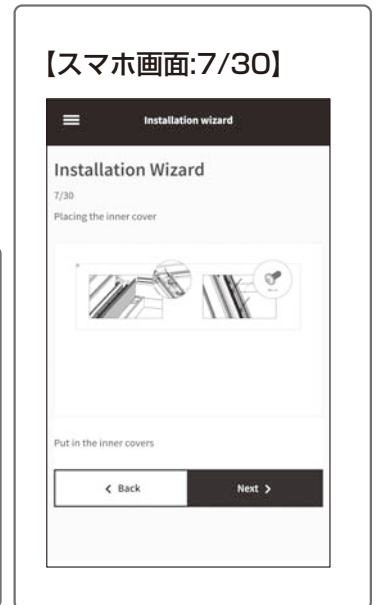 【スマホ画面:7/30】
Installation wizard
Installation Wizard
7/30
Placing the inner cover
Put in the inner covers
Back
Next